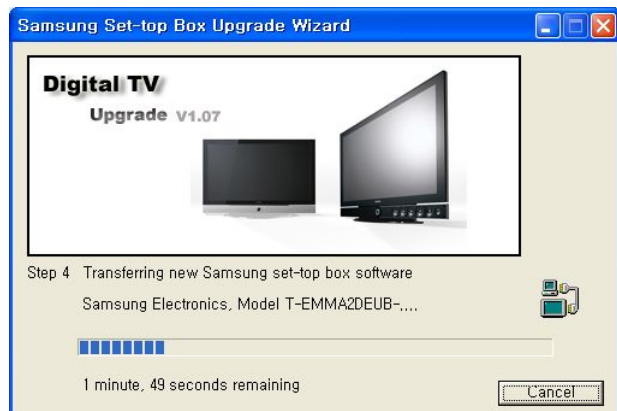 Samsung Set-top Box Upgrade Wizard
Digital TV
Upgrade V1.07
Step 4 Transferring new Samsung set-top box software
Samsung Electronics, Model T-EMMA2DEUB-....
1 minute, 49 seconds remaining
Cancel